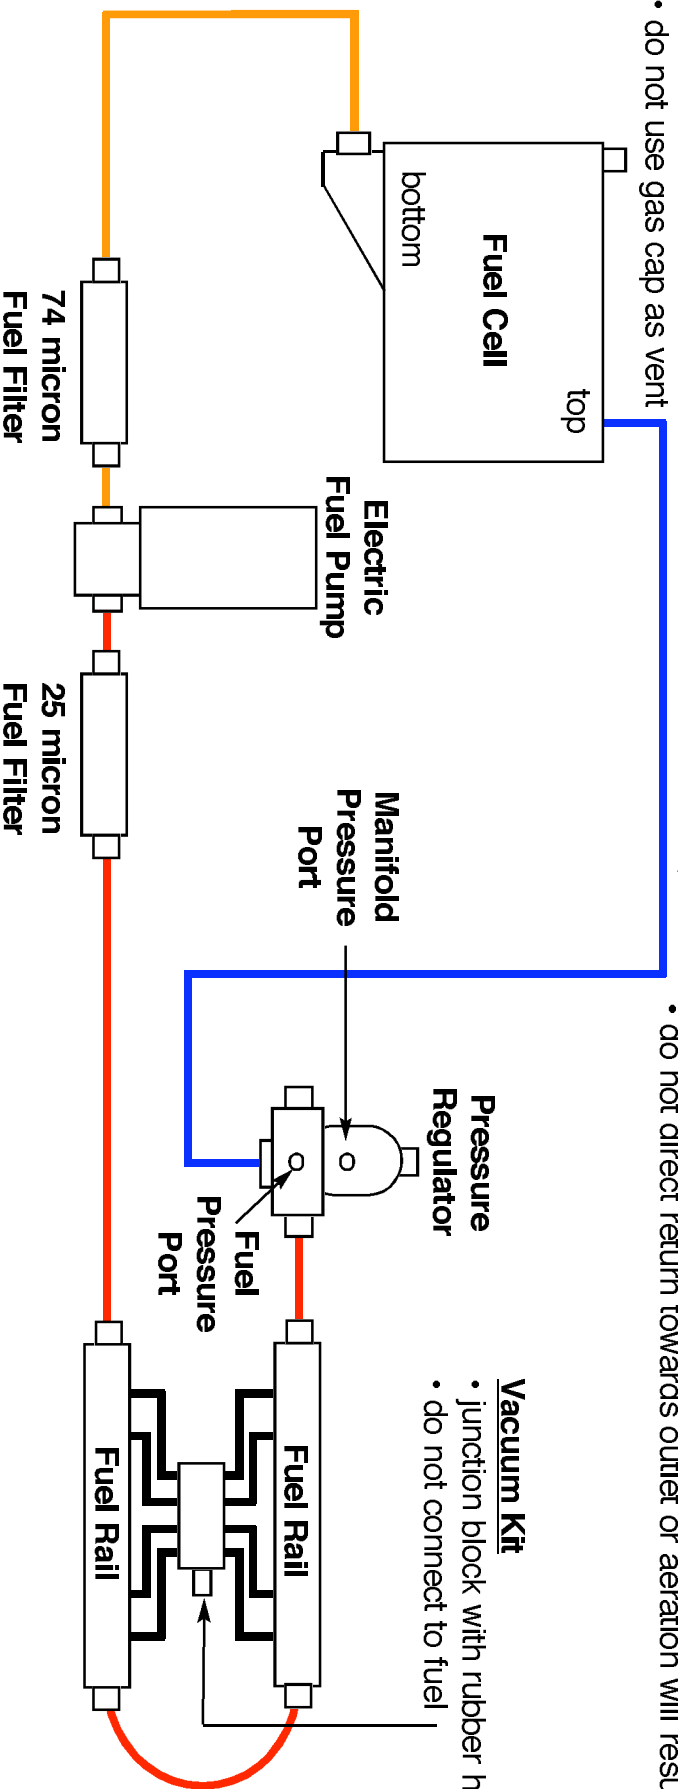 • do not use gas cap as vent
• do not direct return towards outlet or aeration will
top
Fuel Cell
bottom
Electric
Fuel Pump
74 micron
Fuel Filter
25 micron
Fuel Filter
Manifold
Pressure
Port
Pressure
Regulator
Fuel
Pressure
Port
Vacuum Kit
• junction block with rubber
• do not connect to fuel
Fuel Rail
Fuel Rail